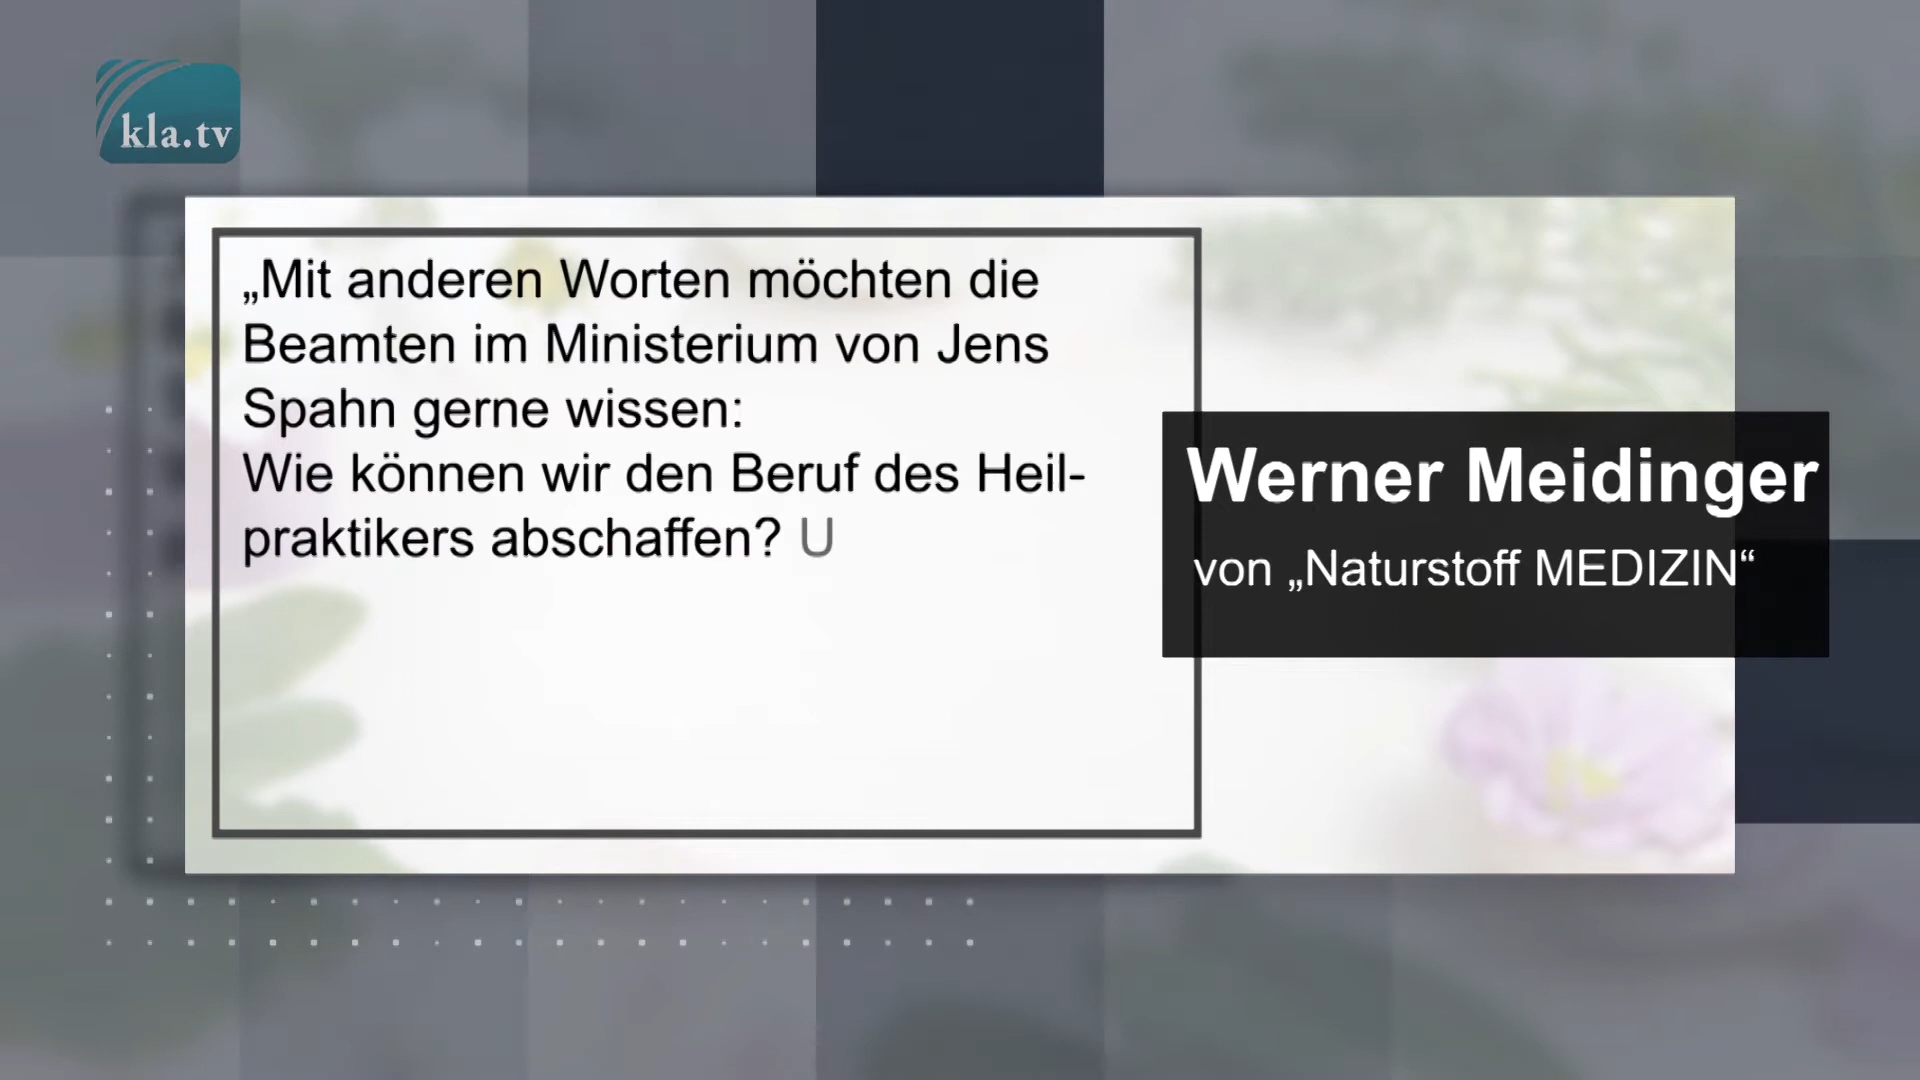 kla.tv
„Mit anderen Worten möchten die
Beamten im Ministerium von Jens
Spahn gerne wissen:
Wie können wir den Beruf des Heil-
praktikers abschaffen? U
Werner Meidinger
von „Naturstoff MEDIZIN“